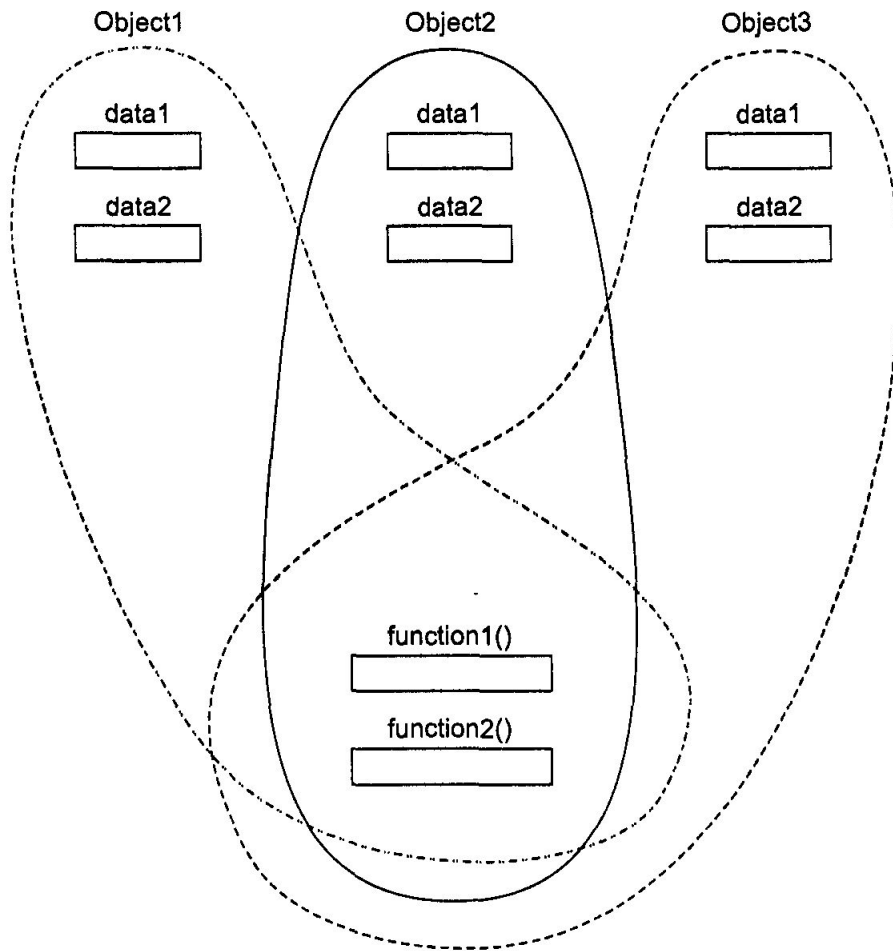 Object1 Object2 Object3
data1 data1 data1
data2 data2 data2
function1()
function2()